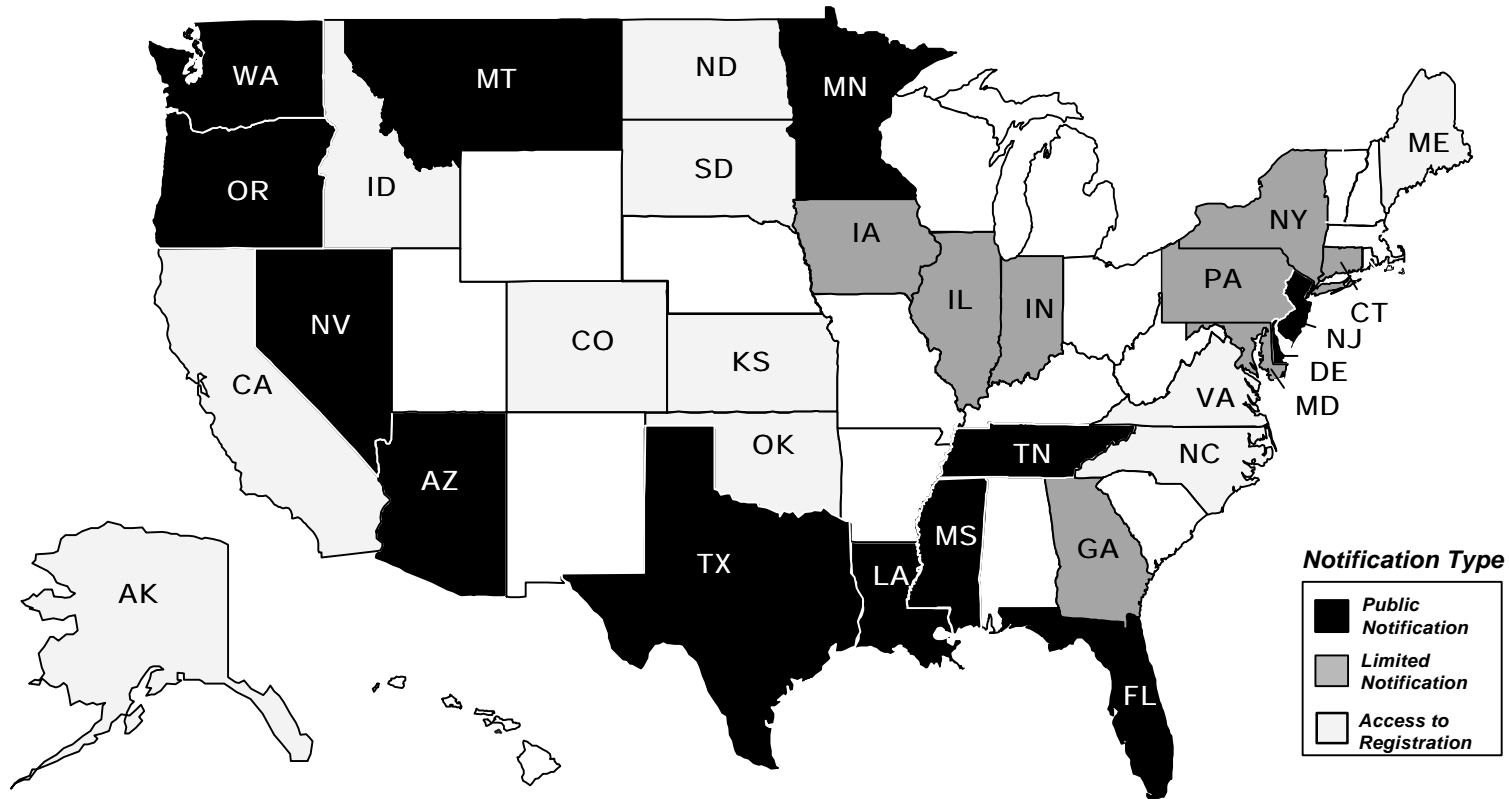 WA
MT
ND
MN
ME
OR
ID
SD
NY
IA
PA
IL
IN
NV
CO
CT
NJ
KS
CA
DE
VA
MD
OK
TN
NC
AZ
MS
GA
TX
LA
AK
FL
Notification Type
Public
Notification
Limited
Notification
Access to
Registration